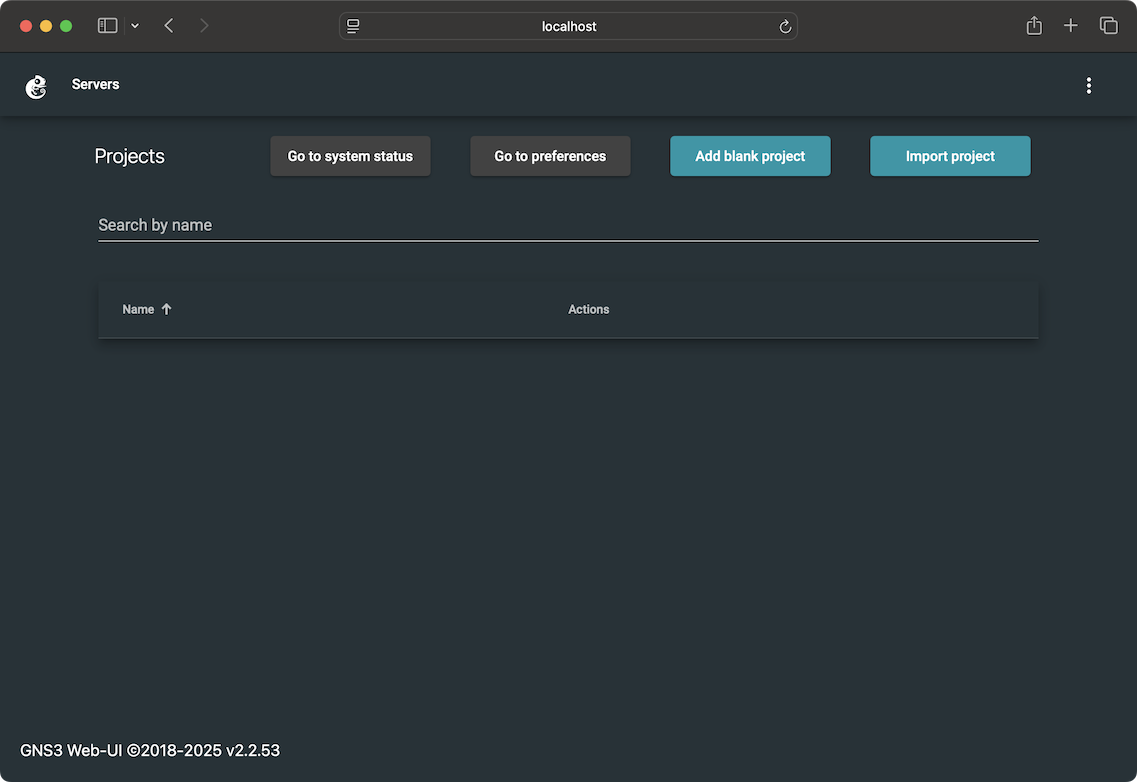 localhost
Servers
Projects
Go to system status
Go to preferences
Add blank project
Import project
Search by name
Name
Actions
GNS3 Web-UI ©2018-2025 v2.2.53